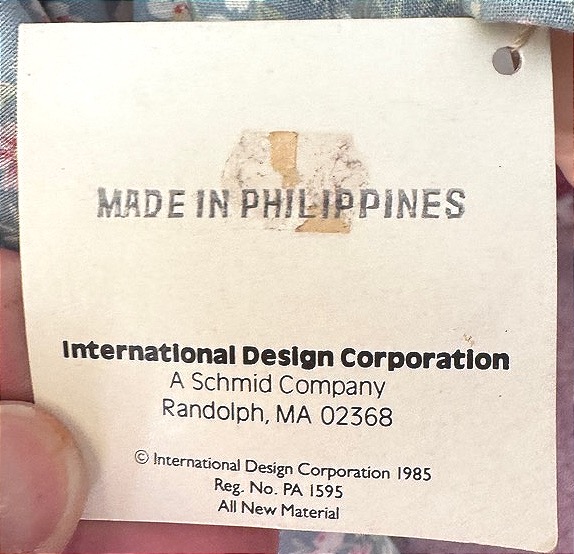 MADE IN PHILIPPINES
International Design Corporation
A Schmid Company
Randolph, MA 02368
© International Design Corporation 1985
Reg. No. PA 1595
All New Material